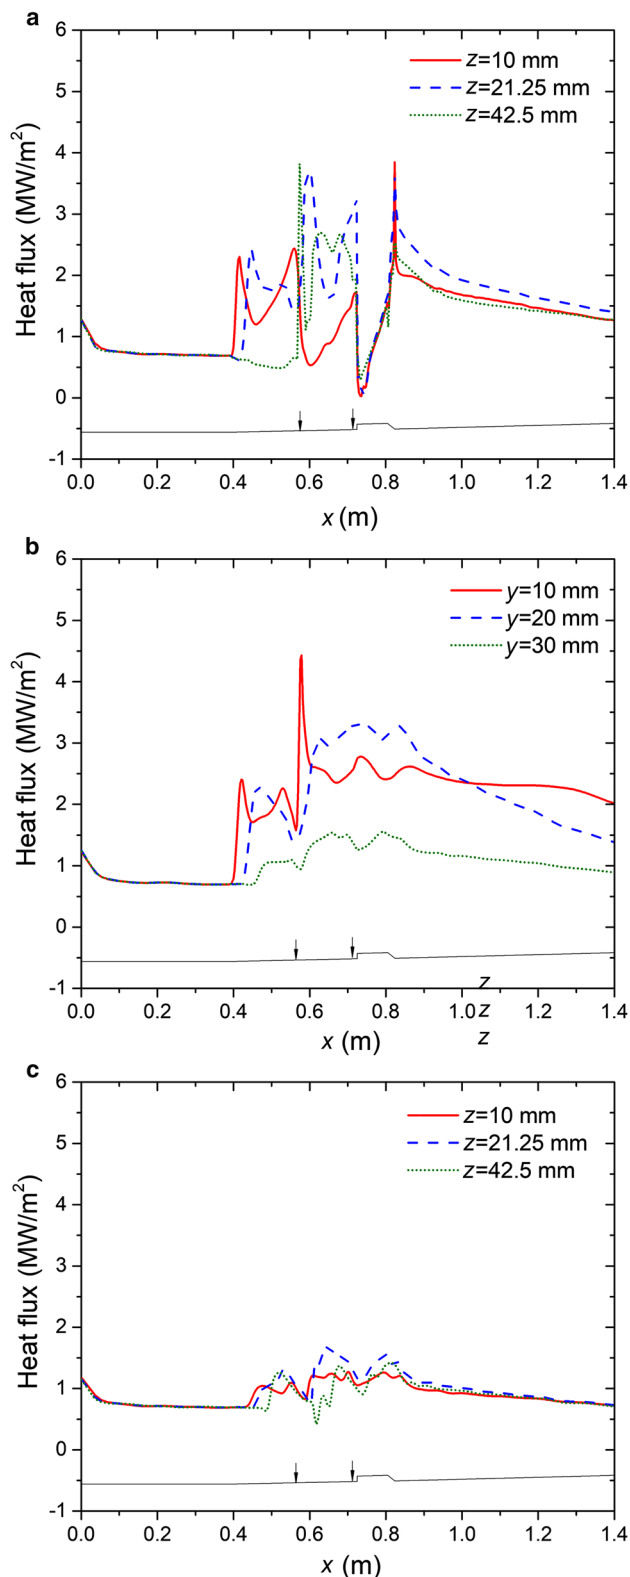 a
6
5
4
3
2
1
0
-1
Heat flux (MW/m²)
z=10 mm
z=21.25 mm
z=42.5 mm
0.0 0.2 0.4 0.6 0.8 1.0 1.2 1.4
x (m)
b
6
5
4
3
2
1
0
-1
Heat flux (MW/m²)
y=10 mm
y=20 mm
y=30 mm
z
z
z
0.0 0.2 0.4 0.6 0.8 1.0 1.2 1.4
x (m)
c
6
5
4
3
2
1
0
-1
Heat flux (MW/m²)
z=10 mm
z=21.25 mm
z=42.5 mm
0.0 0.2 0.4 0.6 0.8 1.0 1.2 1.4
x (m)